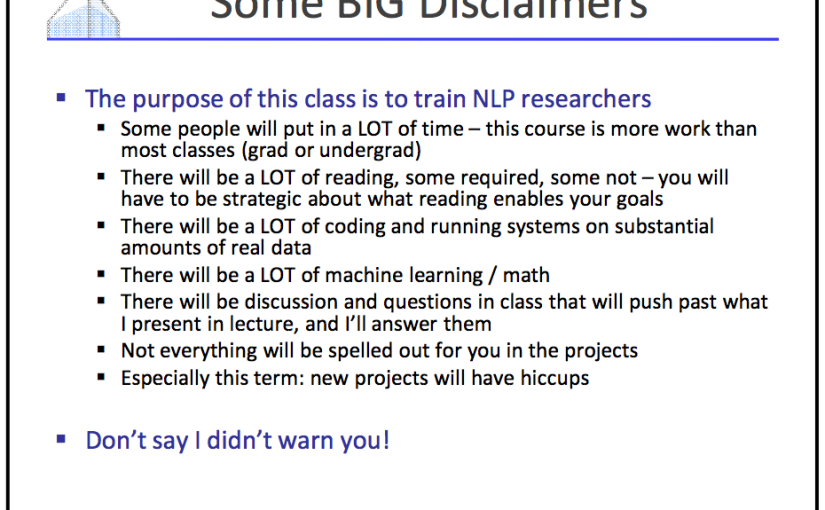 Some BIG Disclaimers
▪ The purpose of this class is to train NLP researchers
▪ Some people will put in a LOT of time – this course is more work than
most classes (grad or undergrad)
▪ There will be a LOT of reading, some required, some not – you will
have to be strategic about what reading enables your goals
▪ There will be a LOT of coding and running systems on substantial
amounts of real data
▪ There will be a LOT of machine learning / math
▪ There will be discussion and questions in class that will push past what
I present in lecture, and I’ll answer them
▪ Not everything will be spelled out for you in the projects
▪ Especially this term: new projects will have hiccups
▪ Don’t say I didn’t warn you!